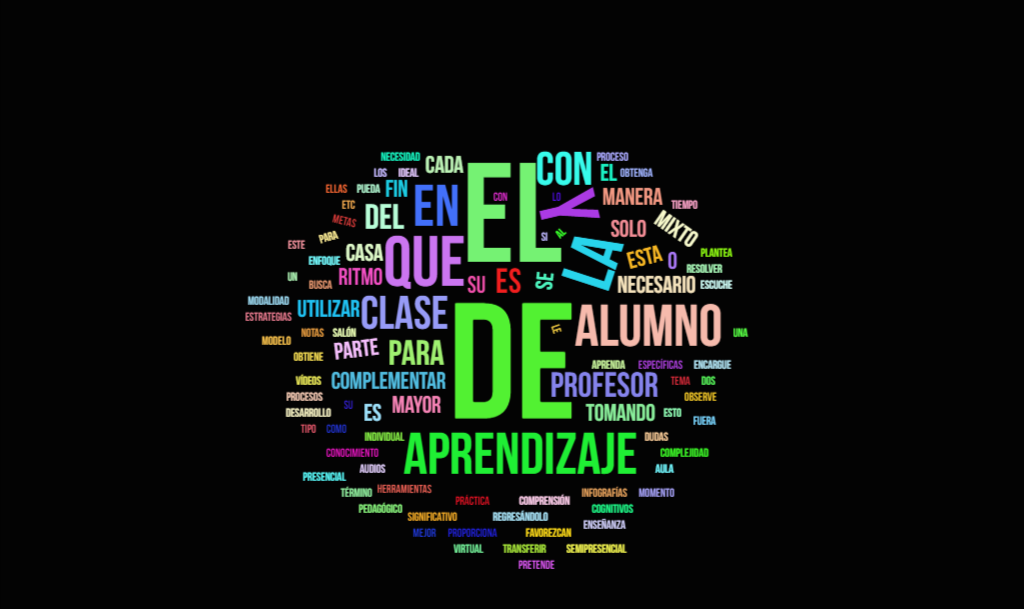 NECESIDAD
CADA
CON
PROCESO
LOS IDEAL
EL OBTENGA
ELLAS PUEDA FIN
EN
EL
CON
LO
Y
MANERA
ETC
TIEMPO
METAS
DEL
SOLO
MIXTO
PARA
SI
ESTE
CASA
QUE
LA
ESTA
O
PLANTEA
ENFOQUE
RESOLVER
UN
BUSCA
RITMO
SU
ES
SE
NECESARIO
ESCUCHE
MODALIDAD
ESTRATEGIAS
UTILIZAR
CLASE
DE
ALUMNO
UNA
NOTAS SALÓN
MODELO
PARTE
PARA
OBTIENE
APRENDA ESPECÍFICAS ENCARGUE
VÍDEOS
COMPLEMENTAR
PROFESOR
TEMA DOS
PROCESOS
OBSERVE
DESARROLLO
SU
ES
MAYOR
TOMANDO
ESTO
FUERA
TIPO COMO
INDIVIDUAL
APRENDIZAJE
DUDAS
CONOCIMIENTO
COMPLEJIDAD
AUDIOS
AULA
PRESENCIAL
TÉRMINO
HERRAMIENTAS
PRÁCTICA
COMPRENSIÓN
INFOGRAFÍAS
MOMENTO
PEDAGÓGICO
COGNITIVOS
SIGNIFICATIVO
REGRESÁNDOLO
ENSEÑANZA
MEJOR PROPORCIONA
FAVOREZCAN
VIRTUAL
TRANSFERIR
SEMIPRESENCIAL
PRETENDE